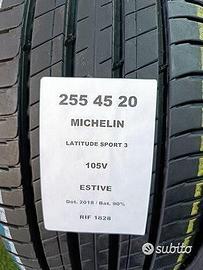 255 45 20
MICHELIN
LATITUDE SPORT 3
105V
ESTIVE
Dot. 2018 / Bat. 90%
RIF 1828
subito